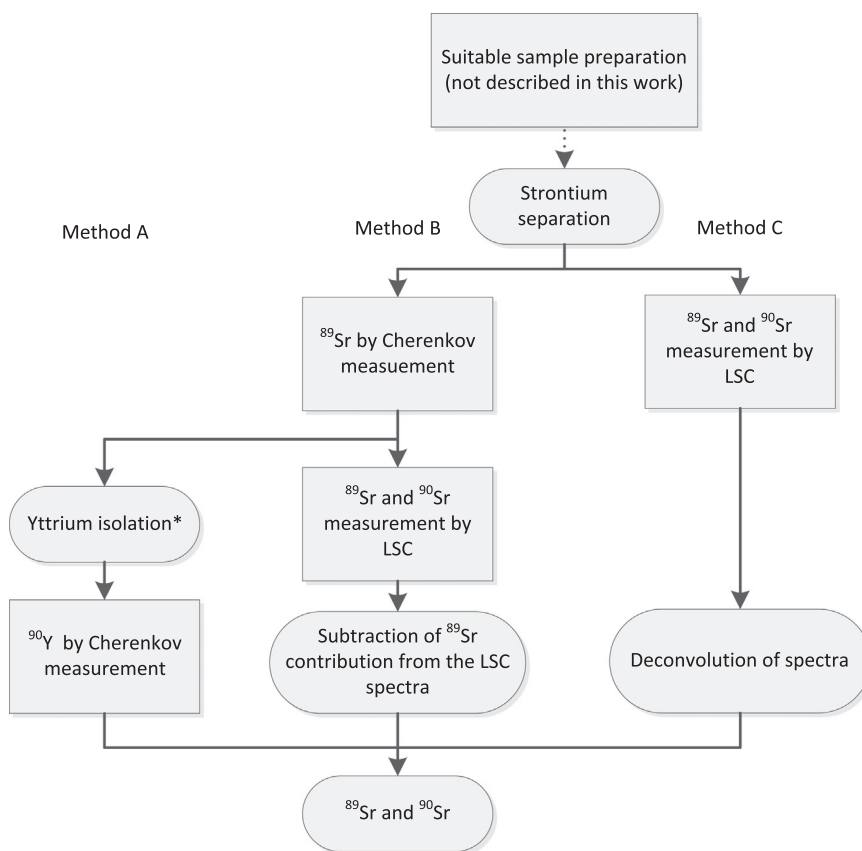 Suitable sample preparation
(not described in this work)
Strontium
separation
Method A
Method B
Method C
⁸⁹Sr by Cherenkov
measuement
⁸⁹Sr and ⁹⁰Sr
measurement by
LSC
Yttrium isolation*
⁸⁹Sr and ⁹⁰Sr
measurement by
LSC
⁹⁰Y by Cherenkov
measurement
Subtraction of ⁸⁹Sr
contribution from the LSC
spectra
Deconvolution of spectra
⁸⁹Sr and ⁹⁰Sr